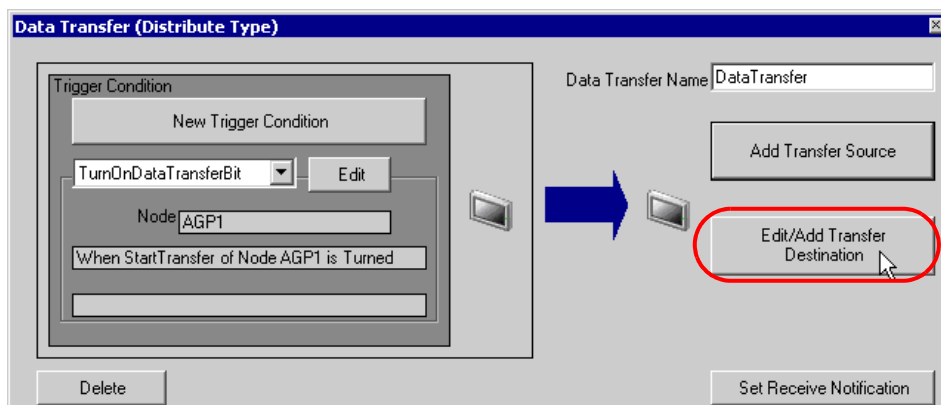 Data Transfer (Distribute Type)
Trigger Condition
New Trigger Condition
TurnOnDataTransferBit
Edit
Node
AGP1
When StartTransfer of Node AGP1 is Turned
Data Transfer Name
DataTransfer
Add Transfer Source
Edit/Add Transfer
Destination
Delete
Set Receive Notification